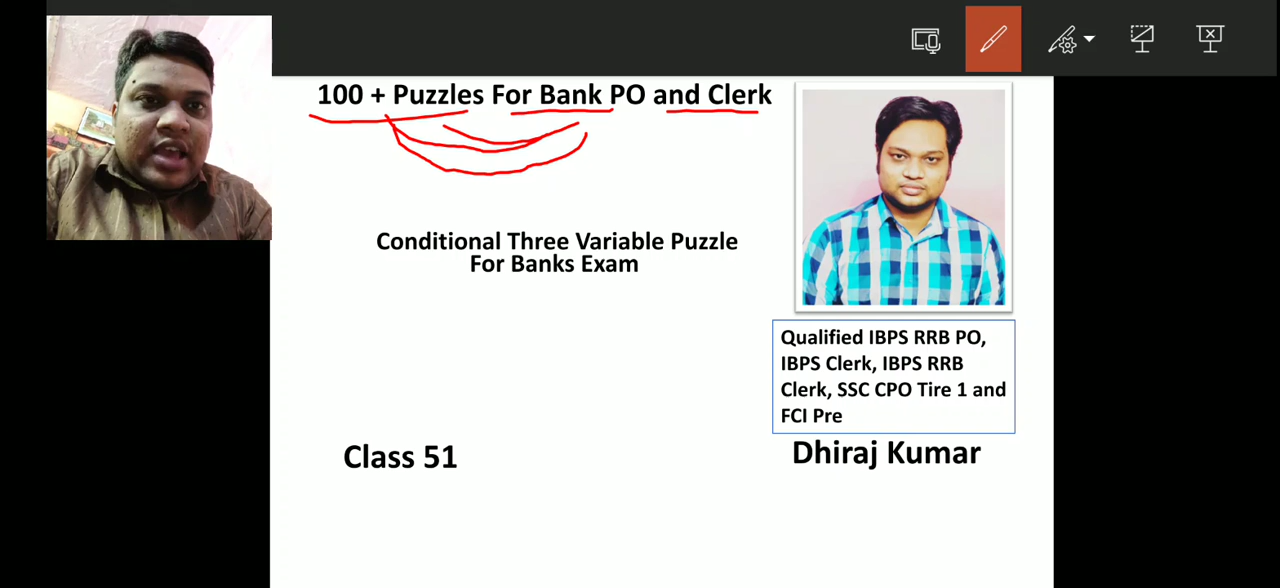 100 + Puzzles For Bank PO and Clerk
Conditional Three Variable Puzzle
For Banks Exam
Qualified IBPS RRB PO,
IBPS Clerk, IBPS RRB
Clerk, SSC CPO Tire 1 and
FCI Pre
Class 51
Dhiraj Kumar